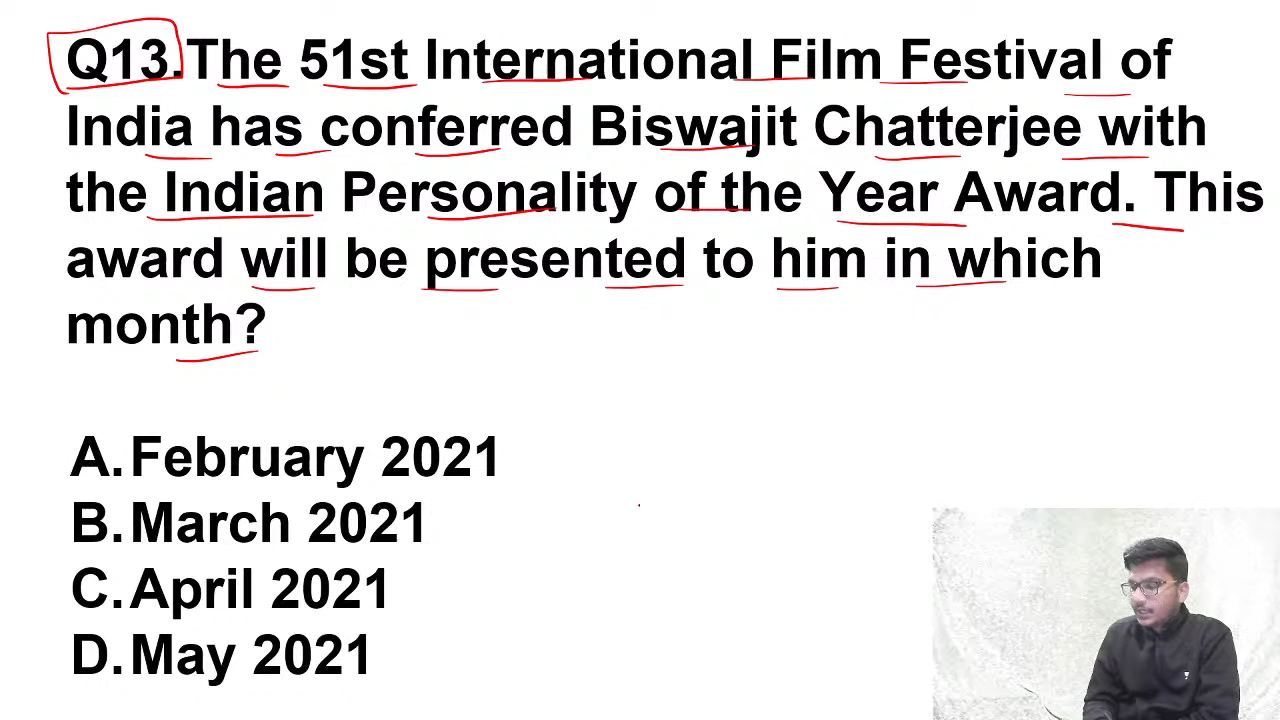 Q13.The 51st International Film Festival of
India has conferred Biswajit Chatterjee with
the Indian Personality of the Year Award. This
award will be presented to him in which
month?
A.February 2021
B.March 2021
C.April 2021
D.May 2021